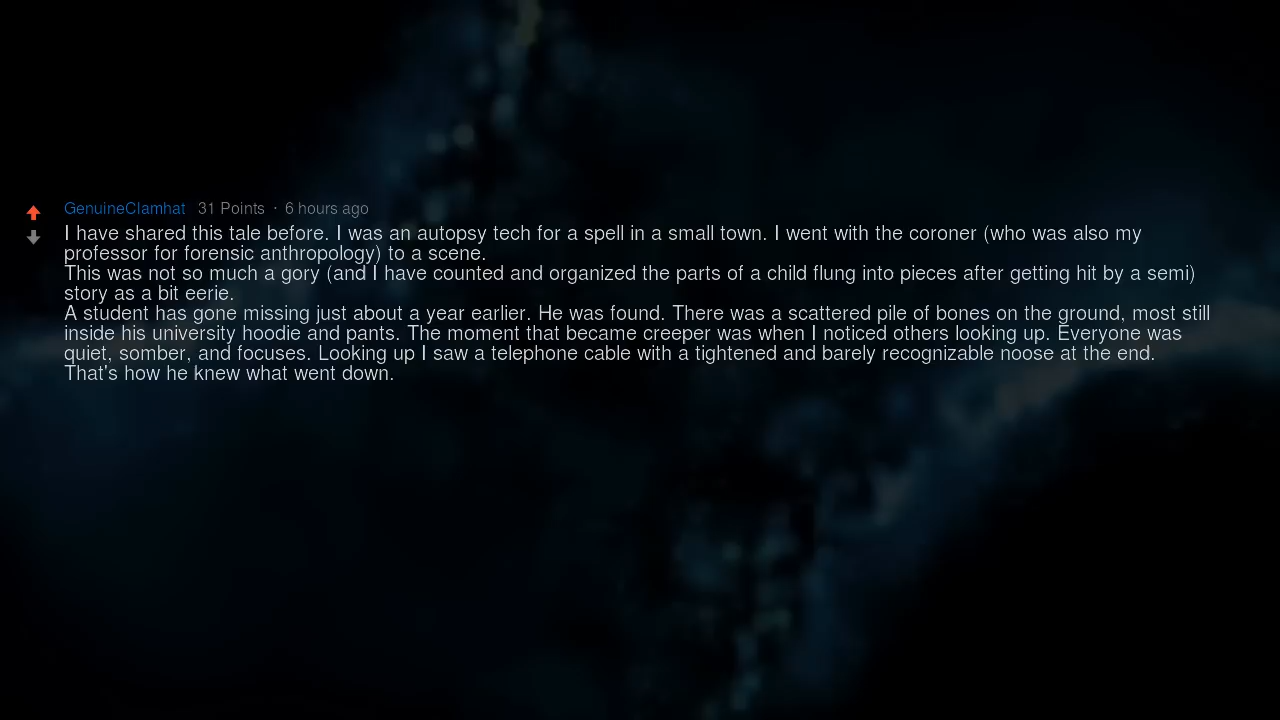 GenuineClamhat 31 Points · 6 hours ago
I have shared this tale before. I was an autopsy tech for a spell in a small town. I went with the coroner (who was also my
professor for forensic anthropology) to a scene.
This was not so much a gory (and I have counted and organized the parts of a child flung into pieces after getting hit by a semi)
story as a bit eerie.
A student has gone missing just about a year earlier. He was found. There was a scattered pile of bones on the ground, most still
inside his university hoodie and pants. The moment that became creeper was when I noticed others looking up. Everyone was
quiet, somber, and focuses. Looking up I saw a telephone cable with a tightened and barely recognizable noose at the end.
That's how he knew what went down.